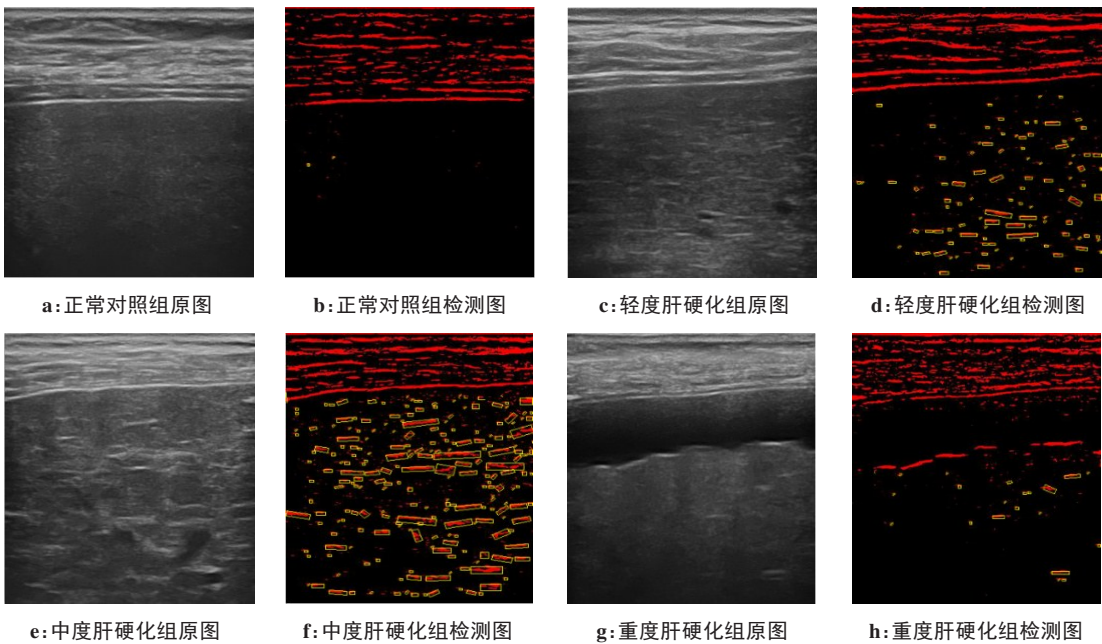 a:正常对照组原图
b:正常对照组检测图
c:轻度肝硬化组原图
d:轻度肝硬化组检测图
e:中度肝硬化组原图
f:中度肝硬化组检测图
g:重度肝硬化组原图
h:重度肝硬化组检测图